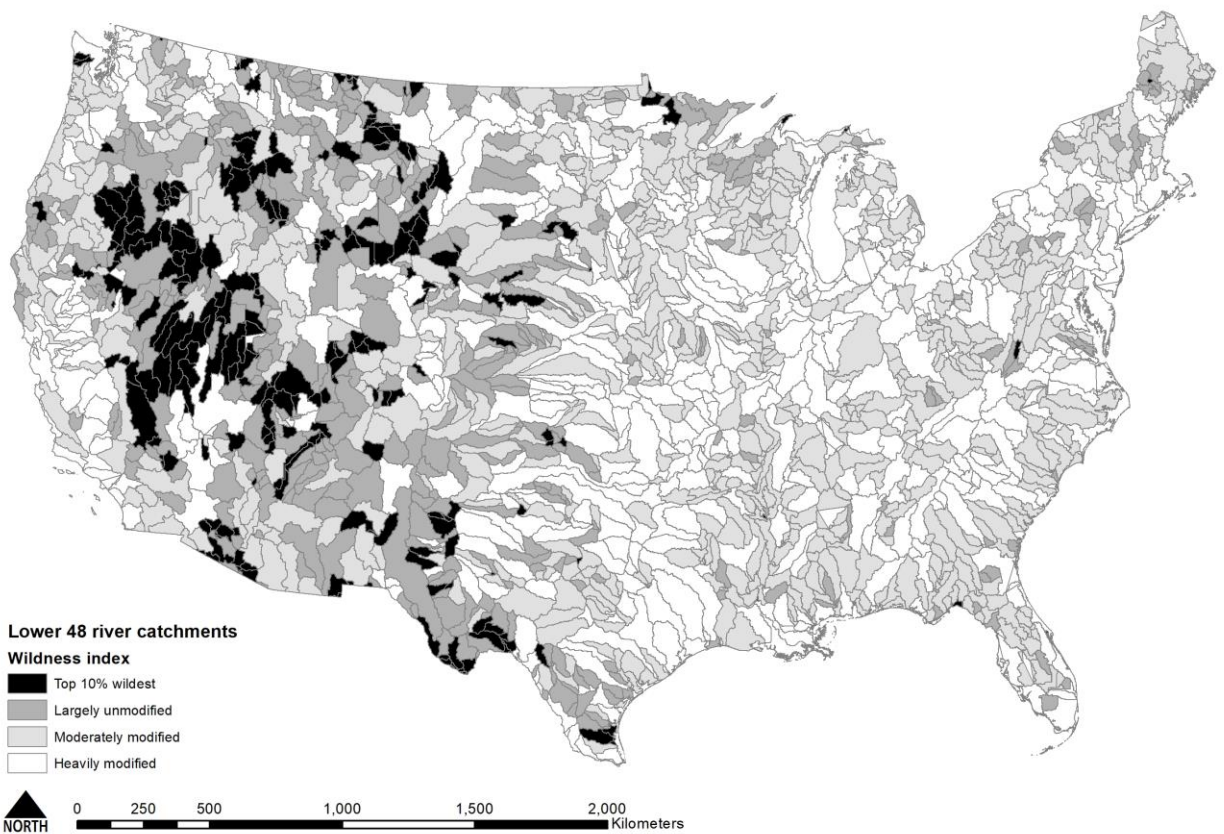 Lower 48 river catchments
Wildness index
Top 10% wildest
Largely unmodified
Moderately modified
Heavily modified
NORTH
0 250 500 1,000 1,500 2,000
Kilometers